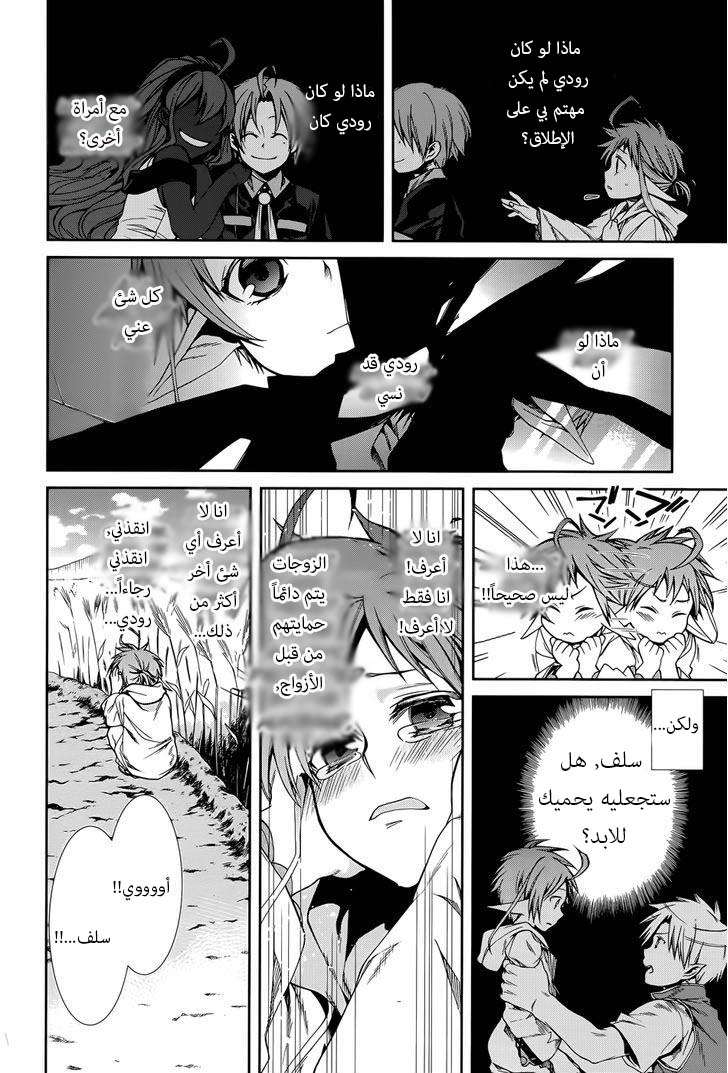 ماذا لو كان
رودي لم يكن
مهتم بي على
الإطلاق؟
ماذا لو كان
رودي كان
مع أمراة
أخرى؟
ماذا لو
أن
رودي قد
نسي
كل شئ
عني
...هذا
ليس صحيحاً!!
ولكن...
سلف, هل
ستجعليه يحميك
للابد؟
انا لا
أعرف!
انا فقط
لا أعرف!
الزوجات
يتم دائماً
حمايتهم
من قبل
الأزواج,
انا لا
أعرف أي
شئ أخر
أكثر من
ذلك...
انقذني,
انقذني
رجاءاً...
رودي...
أووووي!!
سلف...!!